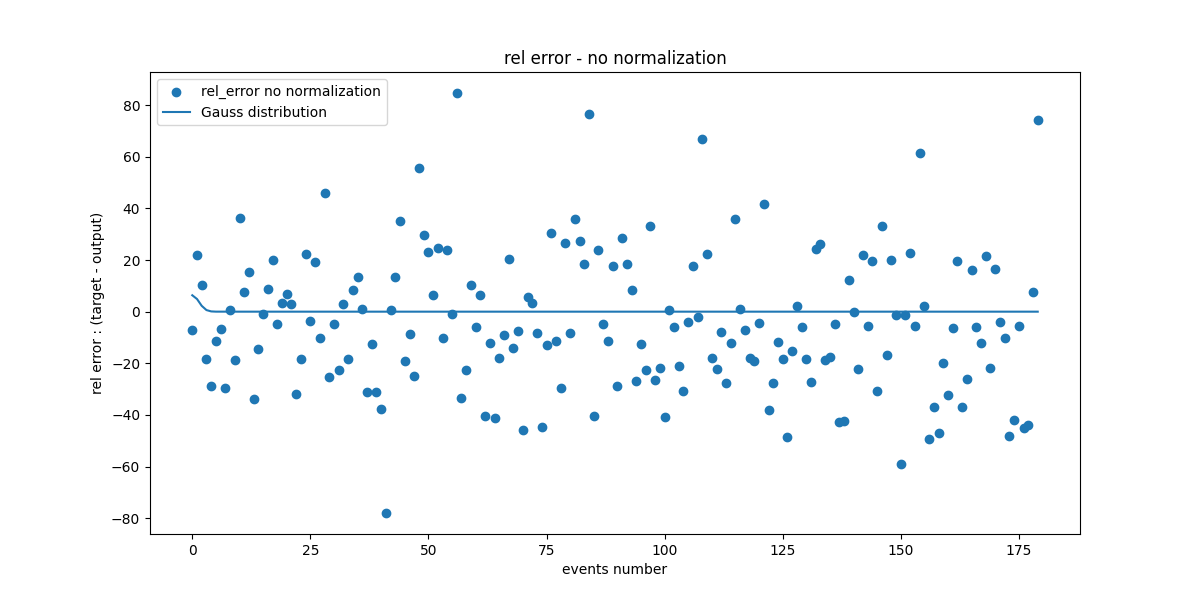 rel error - no normalization
rel_error no normalization
Gauss distribution
rel error : (target - output)
80
60
40
20
0
−20
−40
−60
−80
0 25 50 75 100 125 150 175
events number